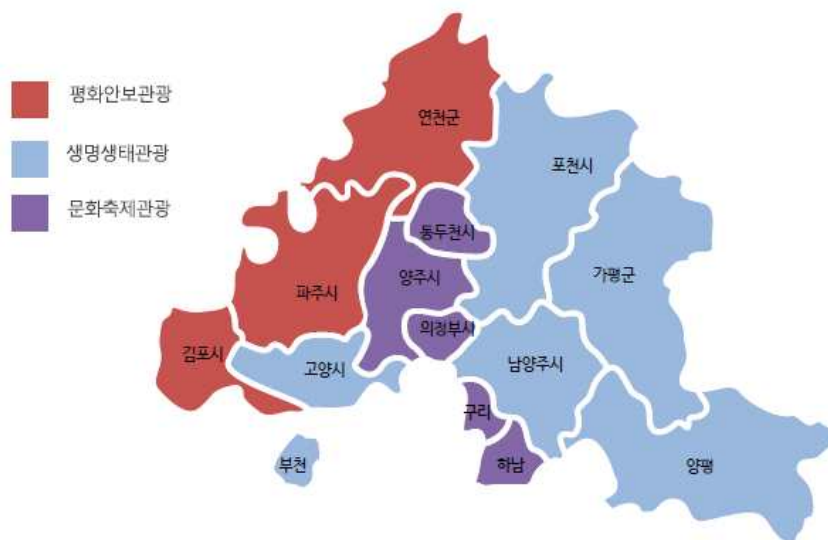 평화안보관광
생명생태관광
문화축제관광
연천군
포천시
동두천시
가평군
양주시
파주시
의정부시
김포시
고양시
남양주시
구리
하남
부천
양평